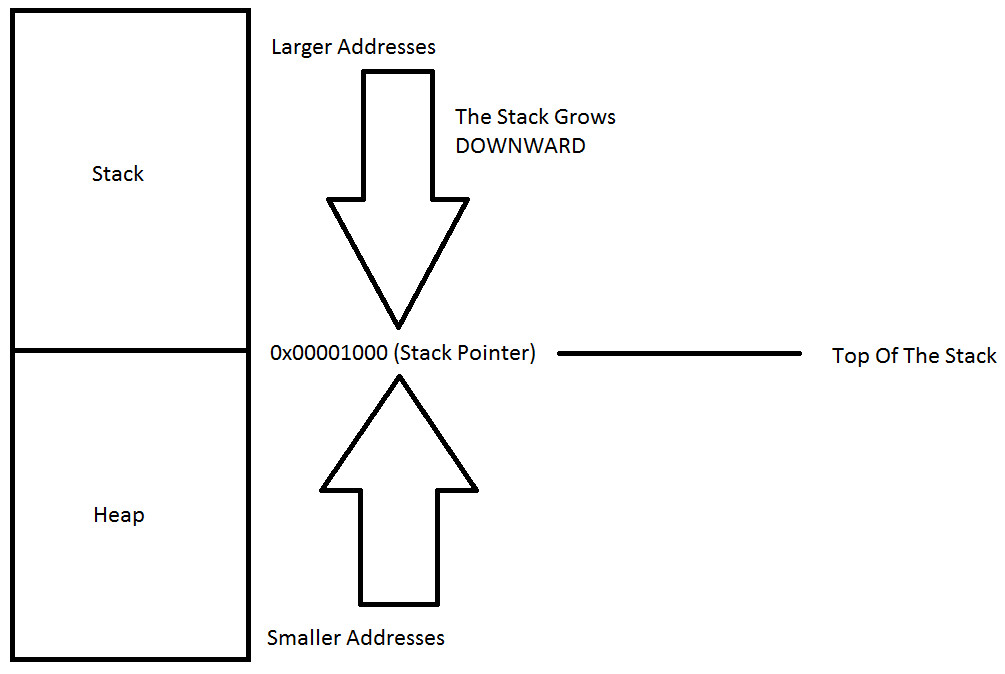 Larger Addresses
The Stack Grows
DOWNWARD
Stack
0x00001000 (Stack Pointer)
Top Of The Stack
Heap
Smaller Addresses